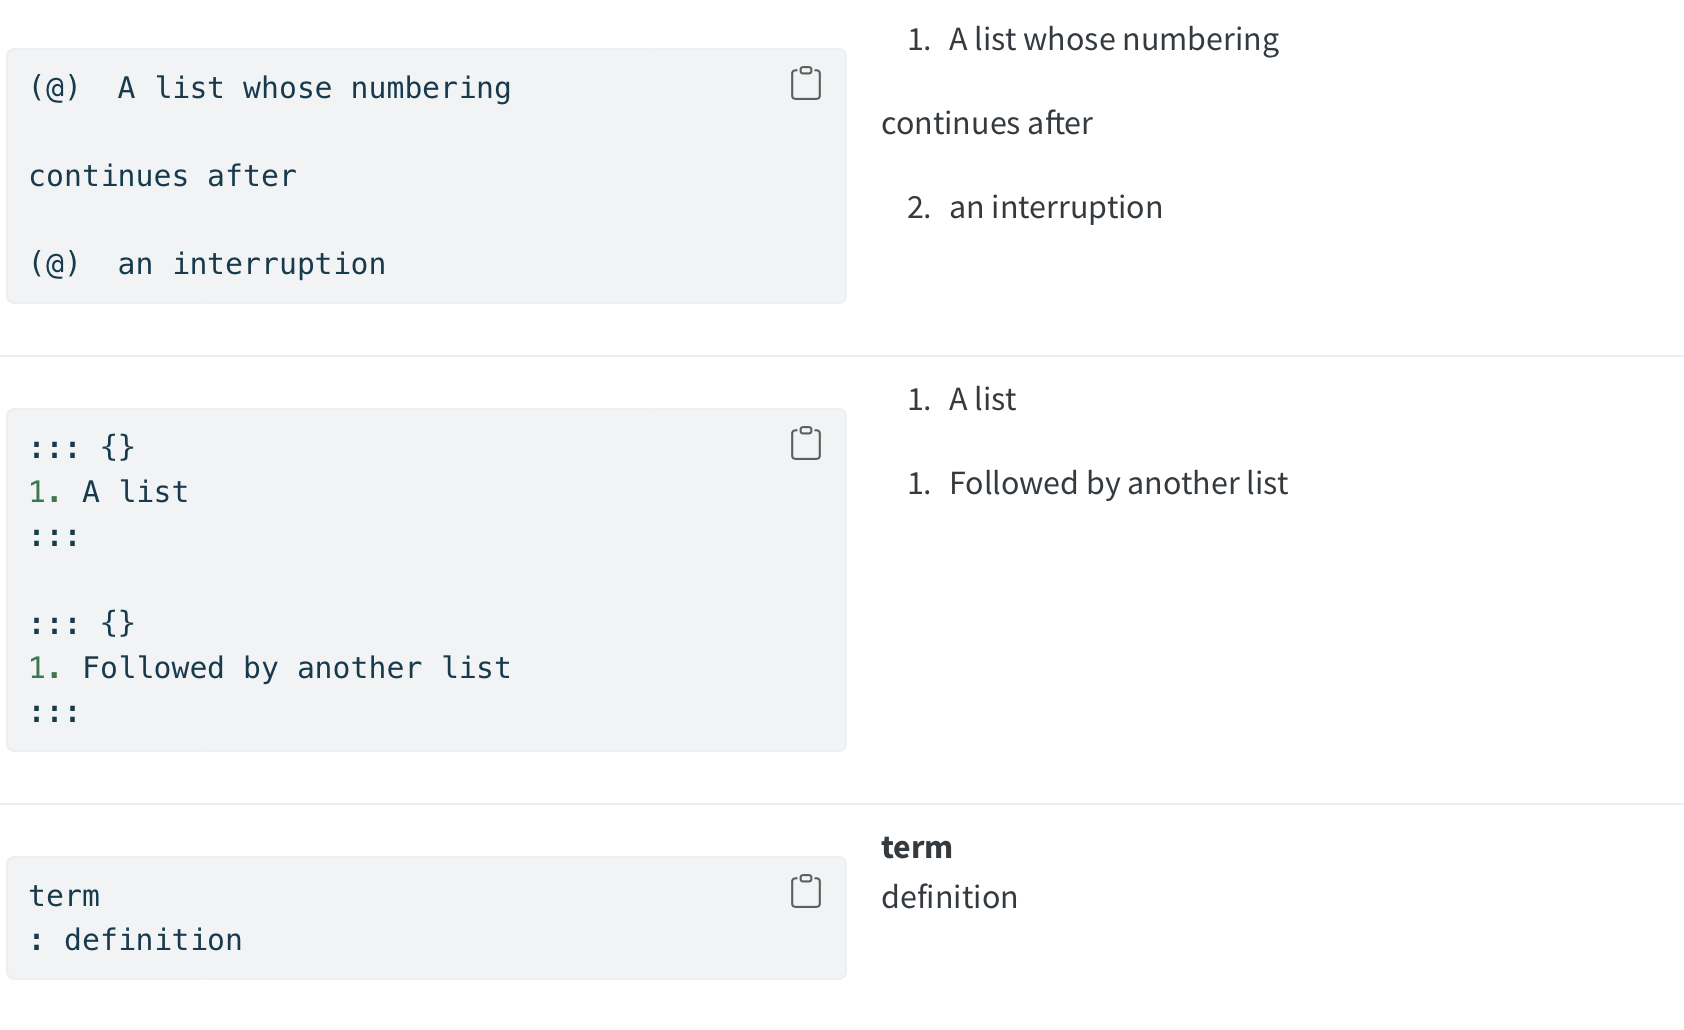 (@)  A list whose numbering
continues after
(@)  an interruption
1. A list whose numbering
continues after
2. an interruption
::: {}
1. A list
:::
::: {}
1. Followed by another list
:::
1. A list
1. Followed by another list
term
: definition
term
definition